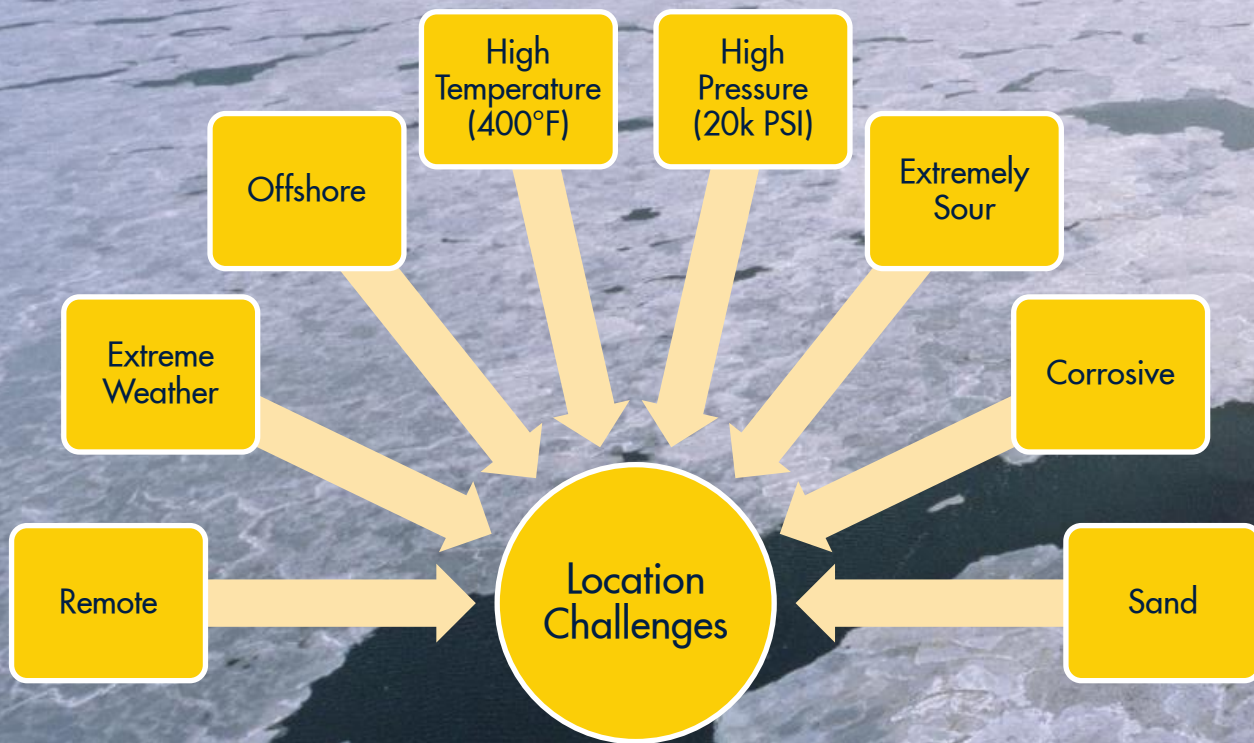 High
Temperature
(400°F)
High
Pressure
(20k PSI)
Offshore
Extremely
Sour
Extreme
Weather
Corrosive
Remote
Location
Challenges
Sand